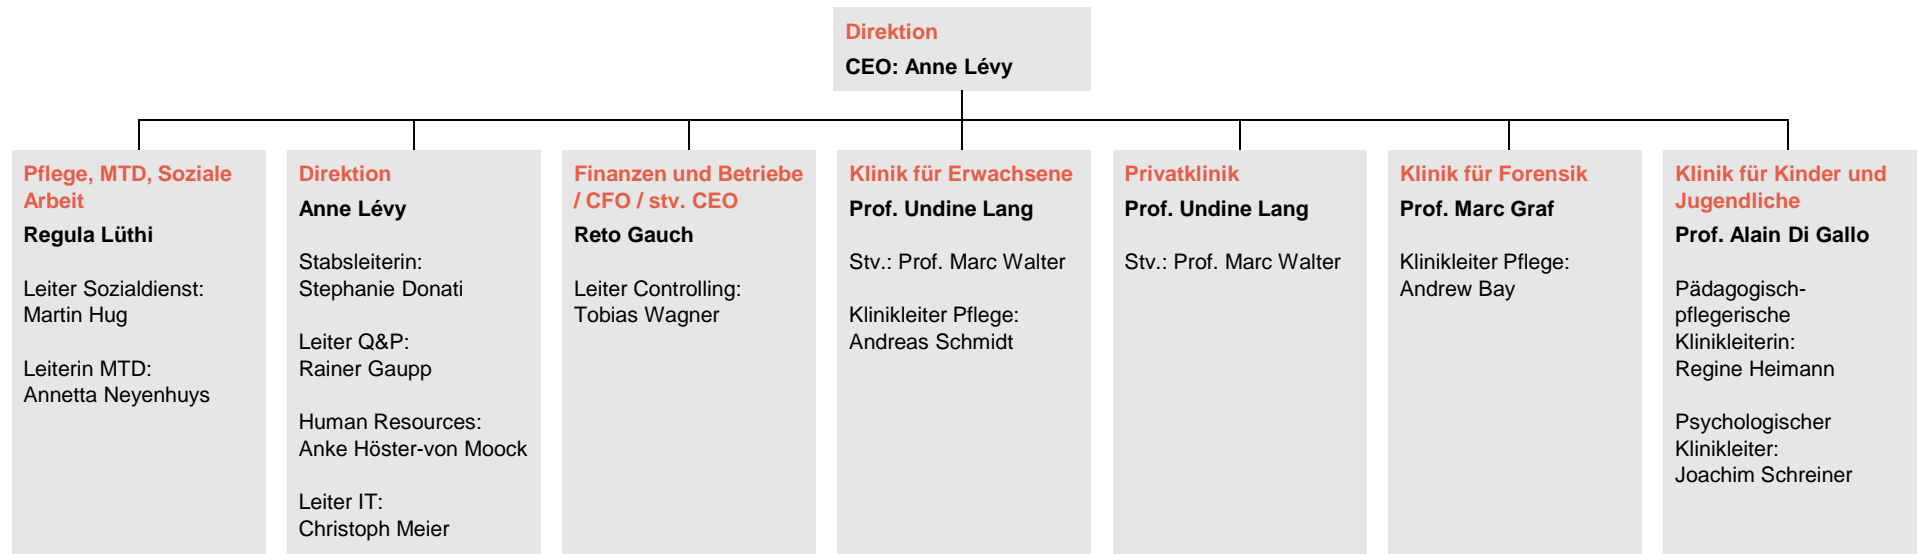 Direktion
CEO: Anne Lévy
Pflege, MTD, Soziale
Arbeit
Regula Lüthi
Leiter Sozialdienst:
Martin Hug
Leiterin MTD:
Annetta Neyenhuys
Direktion
Anne Lévy
Stabsleiterin:
Stephanie Donati
Leiter Q&P:
Rainer Gaupp
Human Resources:
Anke Höster-von Moock
Leiter IT:
Christoph Meier
Finanzen und Betriebe
/ CFO / stv. CEO
Reto Gauch
Leiter Controlling:
Tobias Wagner
Klinik für Erwachsene
Prof. Undine Lang
Stv.: Prof. Marc Walter
Klinikleiter Pflege:
Andreas Schmidt
Privatklinik
Prof. Undine Lang
Stv.: Prof. Marc Walter
Klinik für Forensik
Prof. Marc Graf
Klinikleiter Pflege:
Andrew Bay
Klinik für Kinder und
Jugendliche
Prof. Alain Di Gallo
Pädagogisch-
pflegerische
Klinikleiterin:
Regine Heimann
Psychologischer
Klinikleiter:
Joachim Schreiner